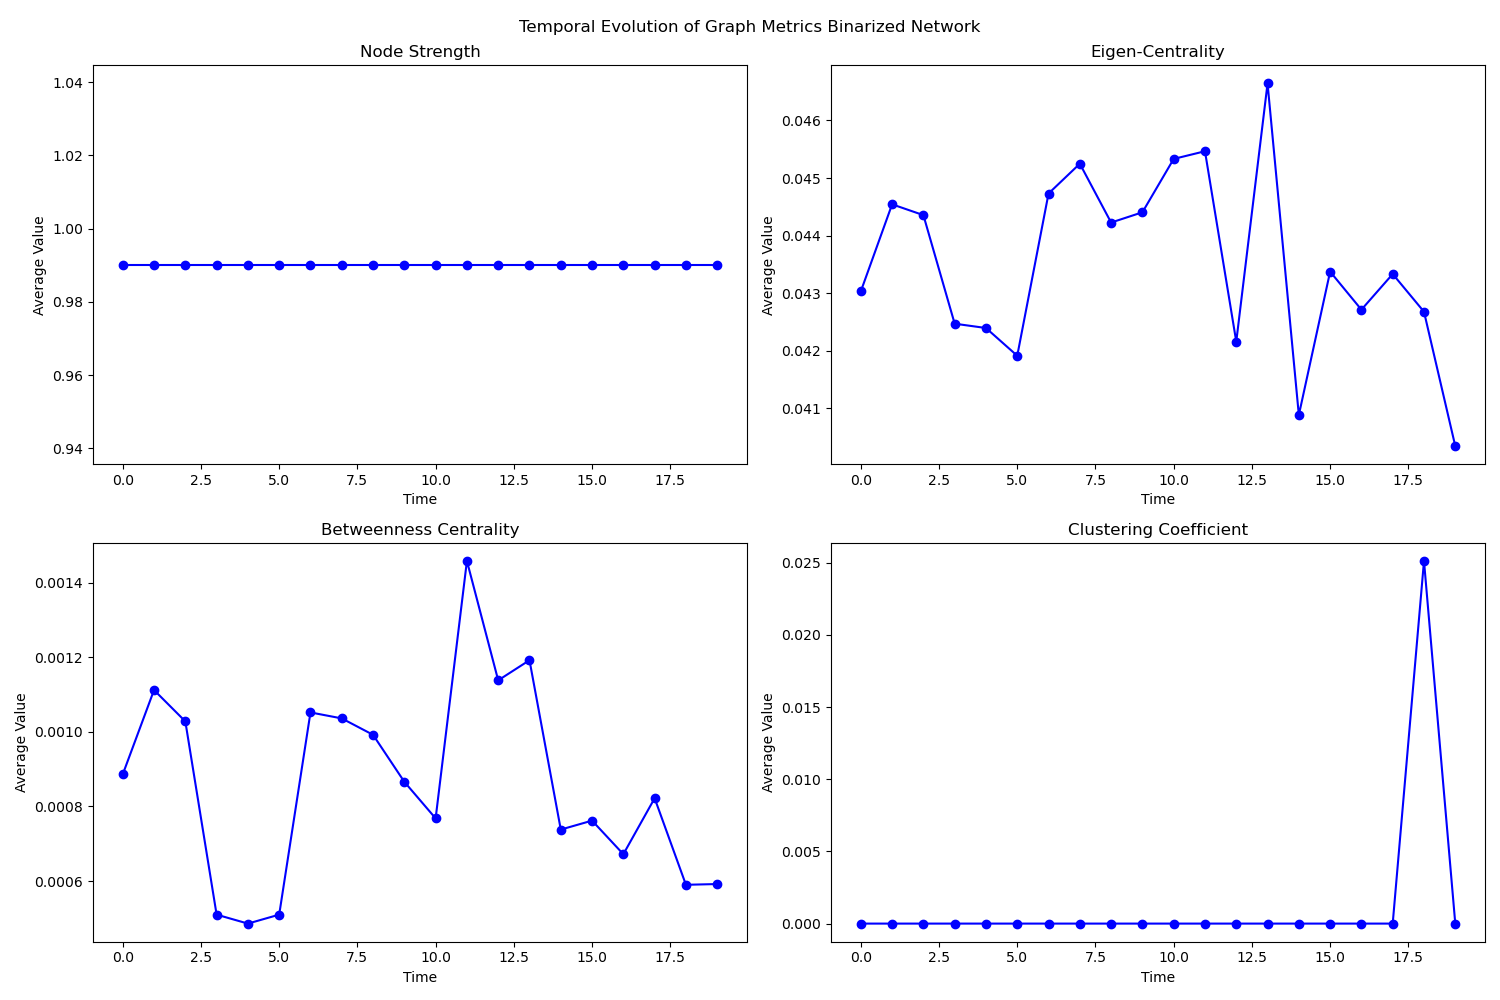 Temporal Evolution of Graph Metrics Binarized Network
Node Strength
Average Value
1.04
1.02
1.00
0.98
0.96
0.94
0.0 2.5 5.0 7.5 10.0 12.5 15.0 17.5
Time
Eigen-Centrality
Average Value
0.046
0.045
0.044
0.043
0.042
0.041
0.0 2.5 5.0 7.5 10.0 12.5 15.0 17.5
Time
Betweenness Centrality
Average Value
0.0014
0.0012
0.0010
0.0008
0.0006
0.0 2.5 5.0 7.5 10.0 12.5 15.0 17.5
Time
Clustering Coefficient
Average Value
0.025
0.020
0.015
0.010
0.005
0.000
0.0 2.5 5.0 7.5 10.0 12.5 15.0 17.5
Time